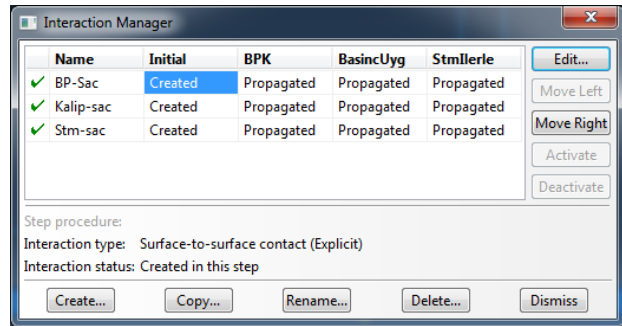 Interaction Manager
Name Initial BPK BasincUyg StmIlerle
BP-Sac Created Propagated Propagated Propagated
Kalip-sac Created Propagated Propagated Propagated
Stm-sac Created Propagated Propagated Propagated
Edit...
Move Left
Move Right
Activate
Deactivate
Step procedure:
Interaction type: Surface-to-surface contact (Explicit)
Interaction status: Created in this step
Create... Copy... Rename... Delete... Dismiss